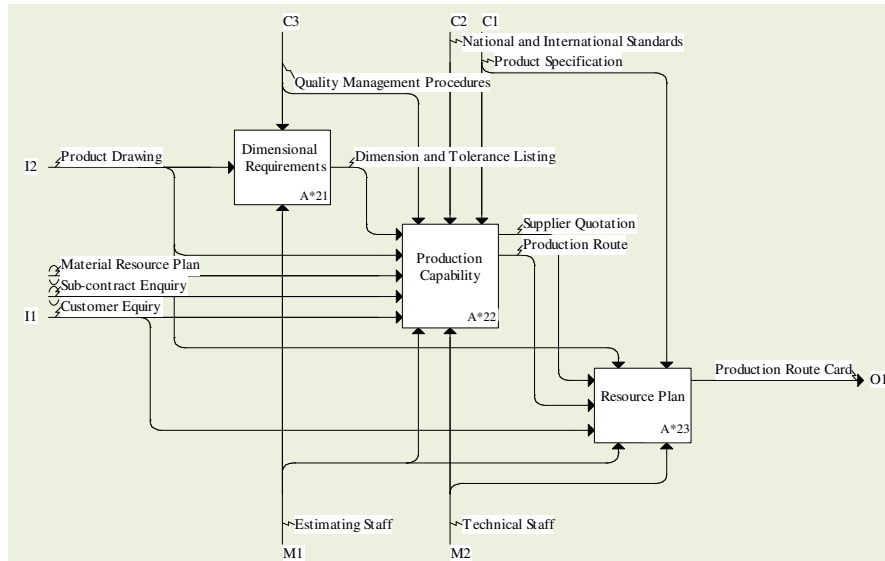 C3
C2
C1
National and International Standards
Product Specification
Quality Management Procedures
Dimensional
Requirements
A*21
I2
Product Drawing
Dimension and Tolerance Listing
Supplier Quotation
Production Route
Production
Capability
A*22
Material Resource Plan
Sub-contract Enquiry
Customer Equiry
I1
Production Route Card
O1
Resource Plan
A*23
Estimating Staff
Technical Staff
M1
M2